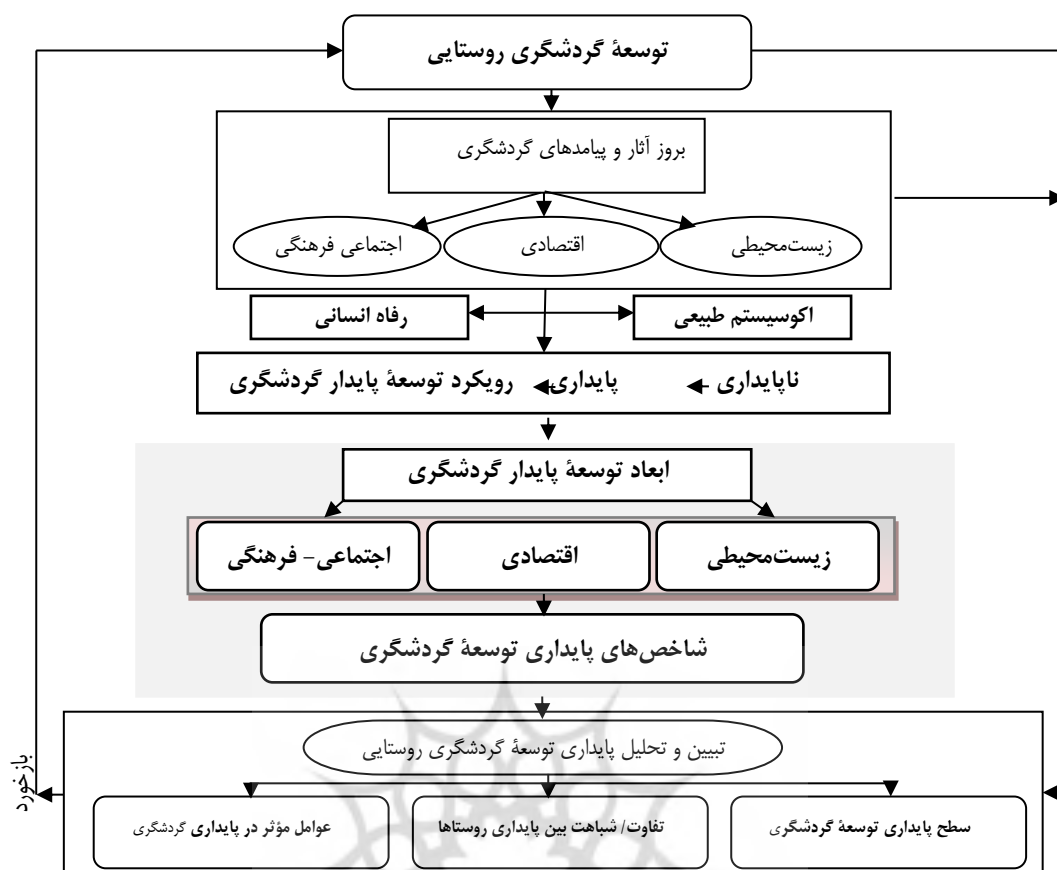 توسعهٔ گردشگری روستایی
بروز آثار و پیامدهای گردشگری
زیست‌محیطی
اقتصادی
اجتماعی فرهنگی
اکوسیستم طبیعی
رفاه انسانی
ناپایداری پایداری رویکرد توسعهٔ پایدار گردشگری
ابعاد توسعهٔ پایدار گردشگری
زیست‌محیطی
اقتصادی
اجتماعی- فرهنگی
شاخص‌های پایداری توسعهٔ گردشگری
تبیین و تحلیل پایداری توسعهٔ گردشگری روستایی
سطح پایداری توسعهٔ گردشگری
تفاوت/ شباهت بین پایداری روستاها
عوامل مؤثر در پایداری گردشگری
بازخورد